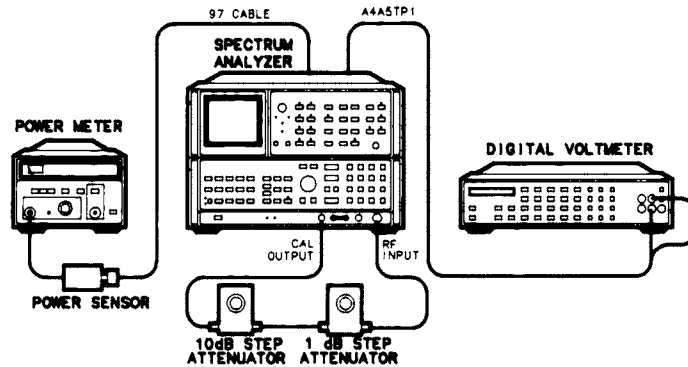 97 CABLE
A4A5TP1
SPECTRUM
ANALYZER
POWER METER
DIGITAL VOLTMETER
CAL
OUTPUT
RF
INPUT
POWER SENSOR
10dB STEP
ATTENUATOR
1 dB STEP
ATTENUATOR